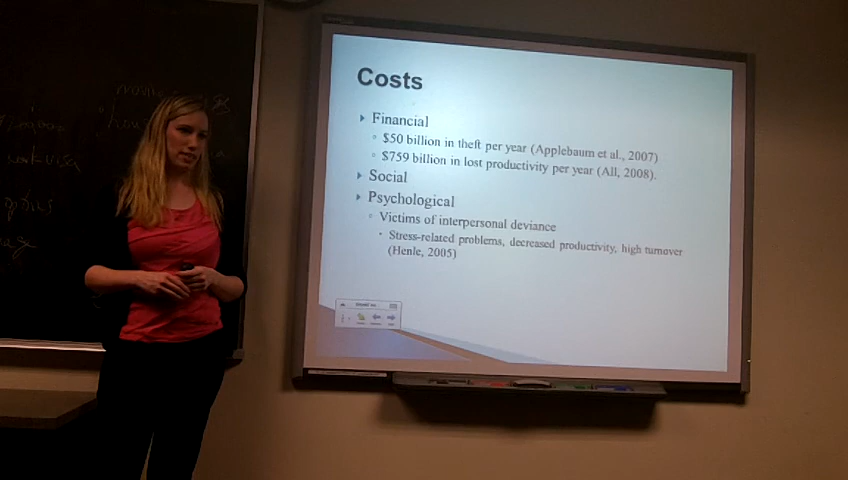 Costs
Financial
$50 billion in theft per year (Applebaum et al., 2007)
$759 billion in lost productivity per year (All, 2008).
Social
Psychological
Victims of interpersonal deviance
Stress-related problems, decreased productivity, high turnover
(Henle, 2005)